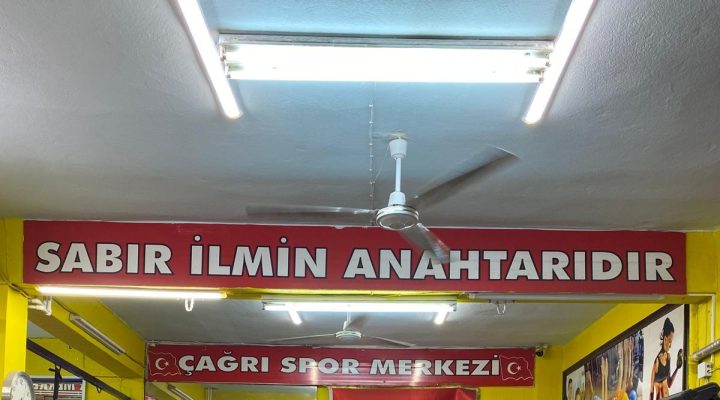 SABIR İLMİN ANAHTARIDIR
ÇAĞRI SPOR MERKEZİ